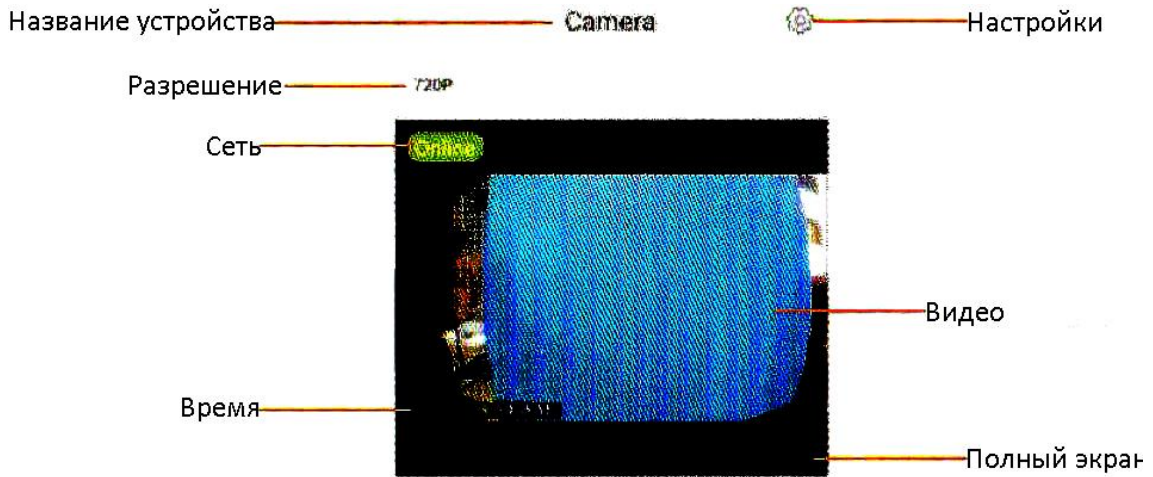 Название устройства Camera Настройки
Разрешение 720P
Сеть Online
Видео
Время
Полный экран